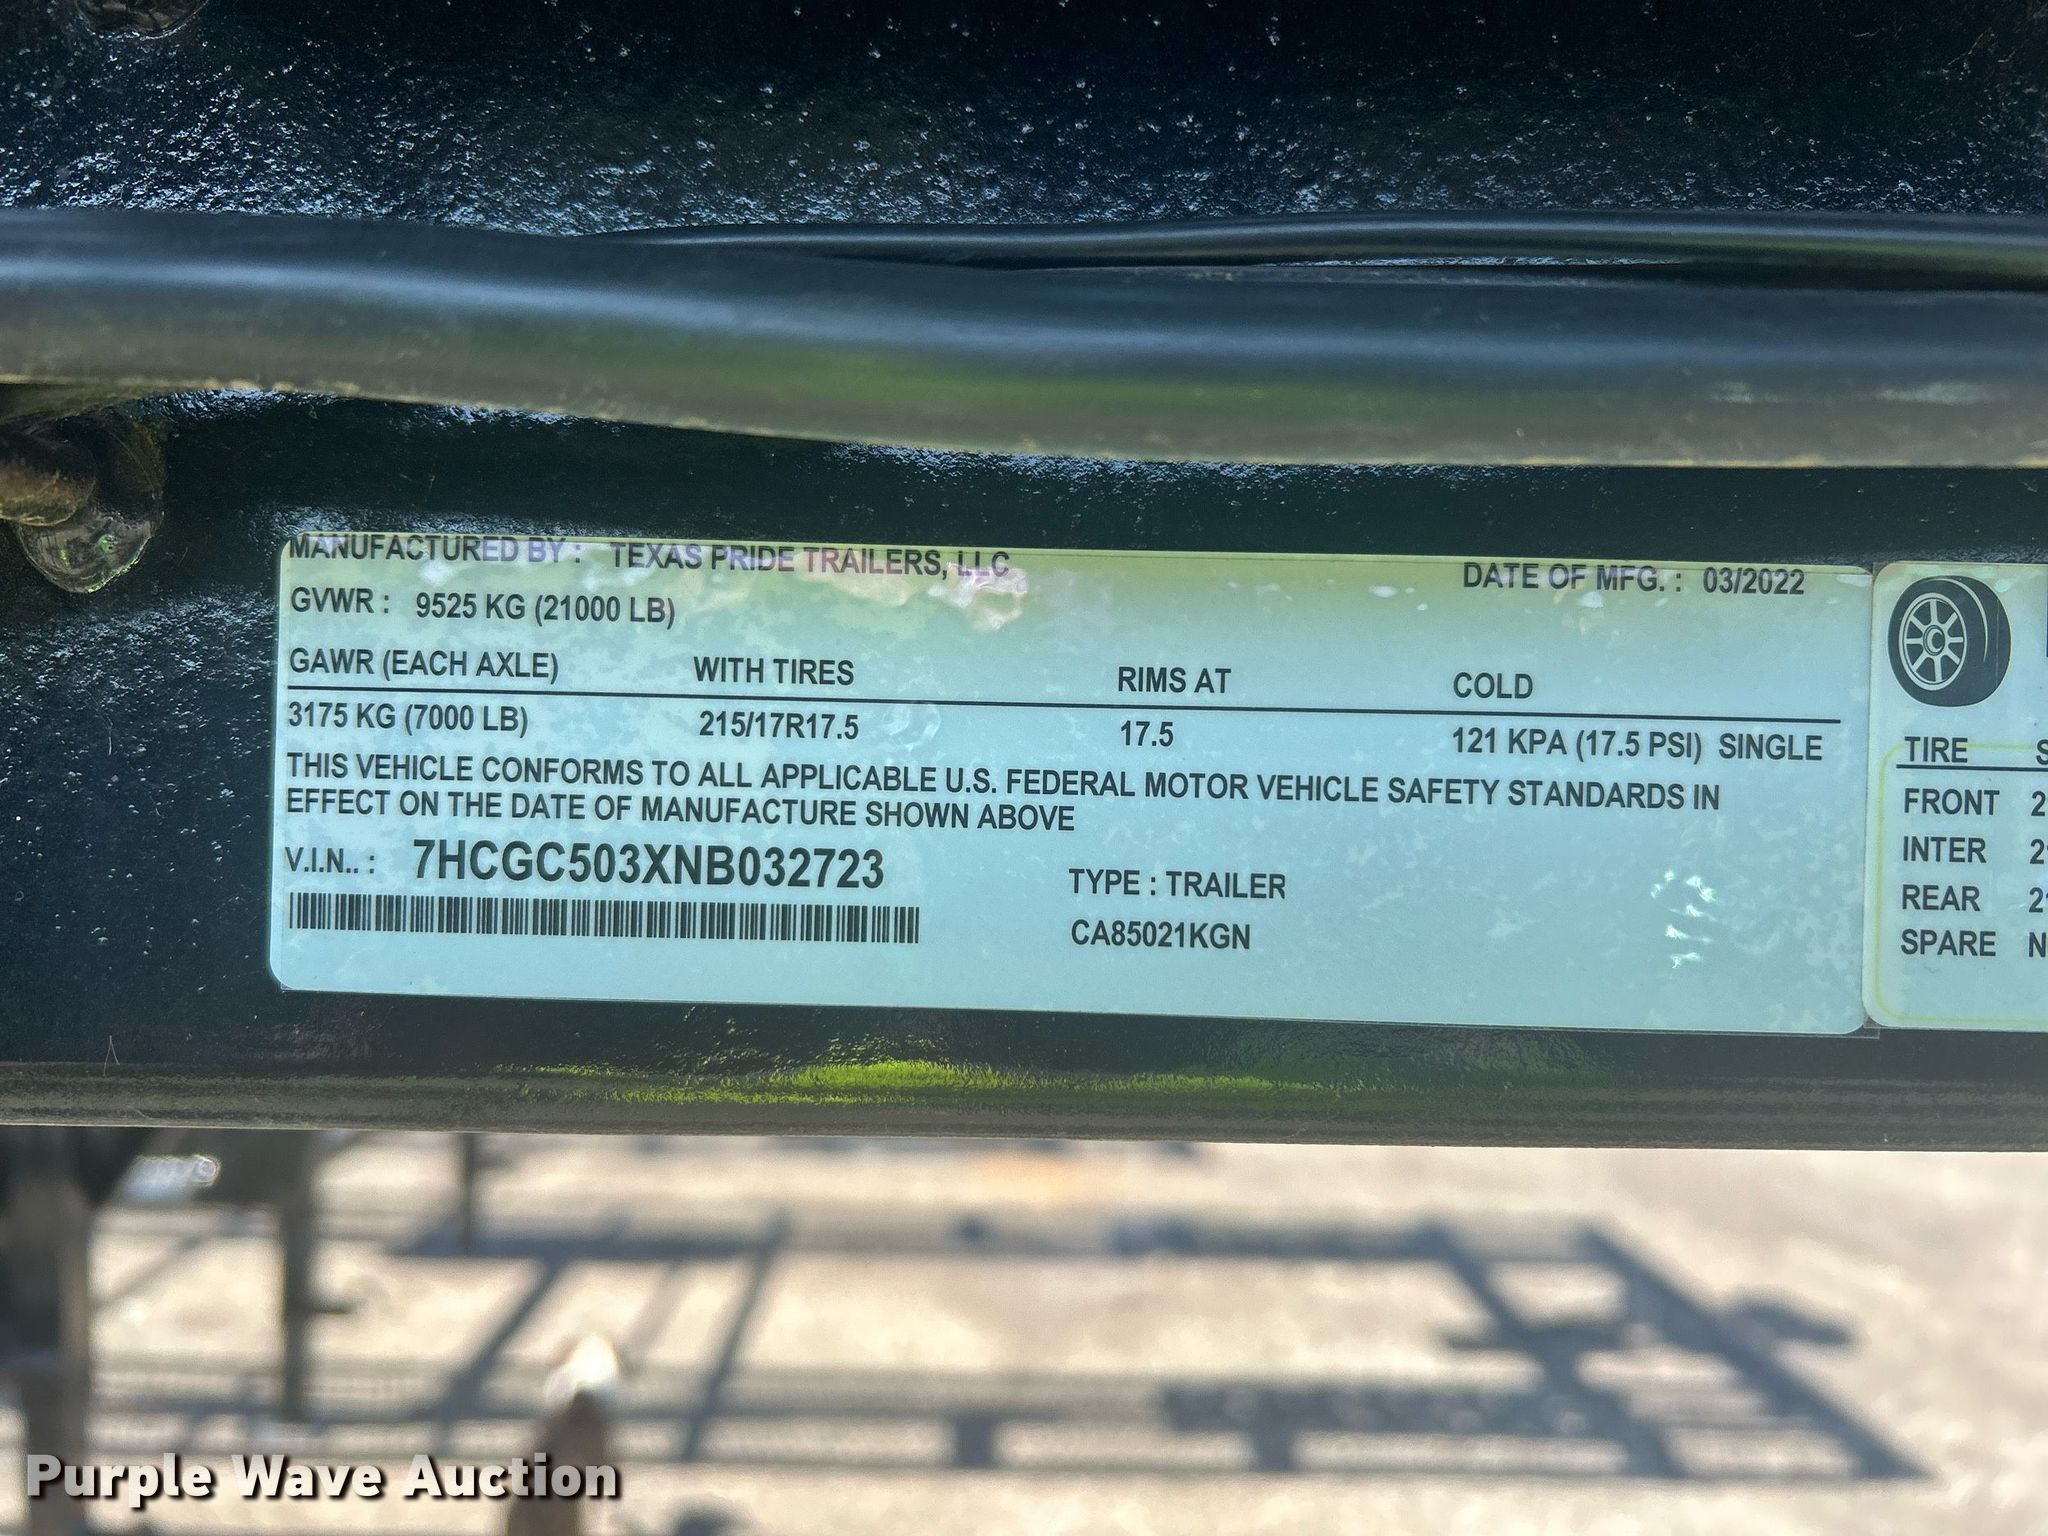 MANUFACTURED BY : TEXAS PRIDE TRAILERS, LLC
DATE OF MFG. : 03/2022
GVWR : 9525 KG (21000 LB)
GAWR (EACH AXLE) WITH TIRES RIMS AT COLD
3175 KG (7000 LB) 215/17R17.5 17.5 121 KPA (17.5 PSI) SINGLE
THIS VEHICLE CONFORMS TO ALL APPLICABLE U.S. FEDERAL MOTOR VEHICLE SAFETY STANDARDS IN
EFFECT ON THE DATE OF MANUFACTURE SHOWN ABOVE
V.I.N.. : 7HCGC503XNB032723
TYPE : TRAILER
CA85021KGN
TIRE
FRONT
INTER
REAR
SPARE
Purple Wave Auction